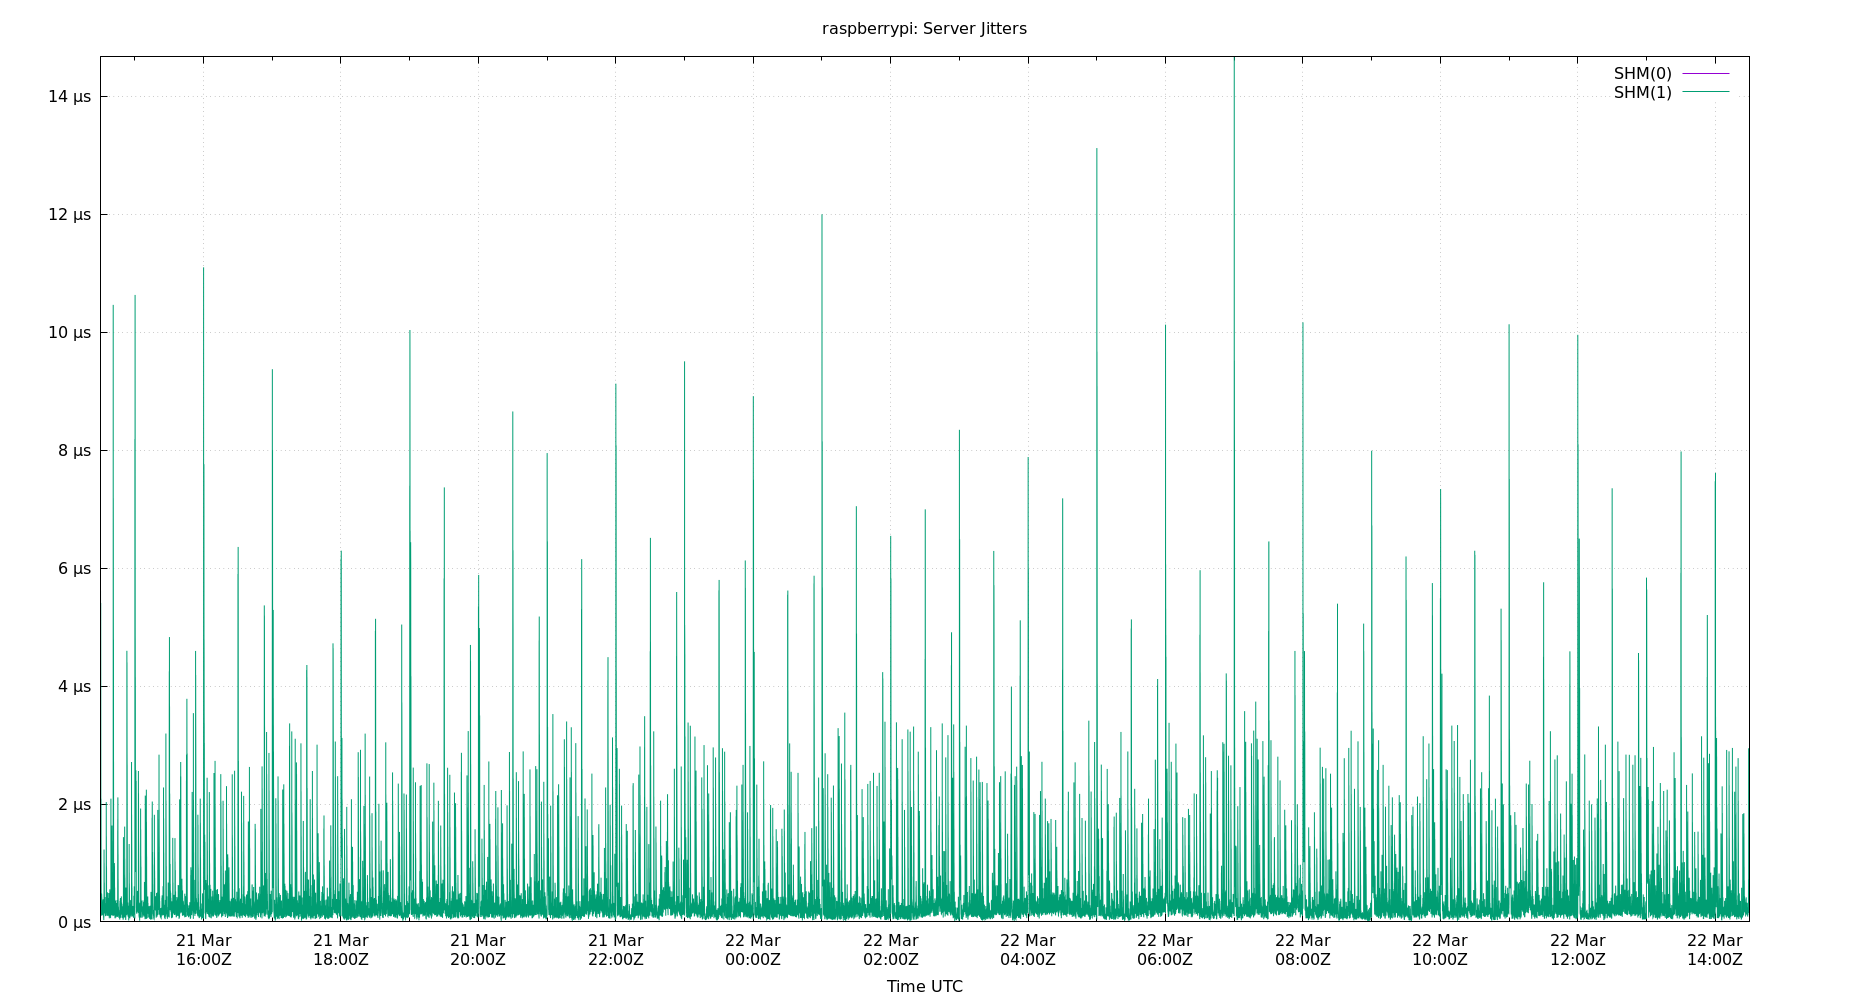 raspberrypi: Server Jitters
SHM(0)
SHM(1)
14 µs
12 µs
10 µs
8 µs
6 µs
4 µs
2 µs
0 µs
21 Mar 21 Mar 21 Mar 21 Mar 22 Mar 22 Mar 22 Mar 22 Mar 22 Mar 22 Mar 22 Mar 22 Mar
16:00Z 18:00Z 20:00Z 22:00Z 00:00Z 02:00Z 04:00Z 06:00Z 08:00Z 10:00Z 12:00Z 14:00Z
Time UTC